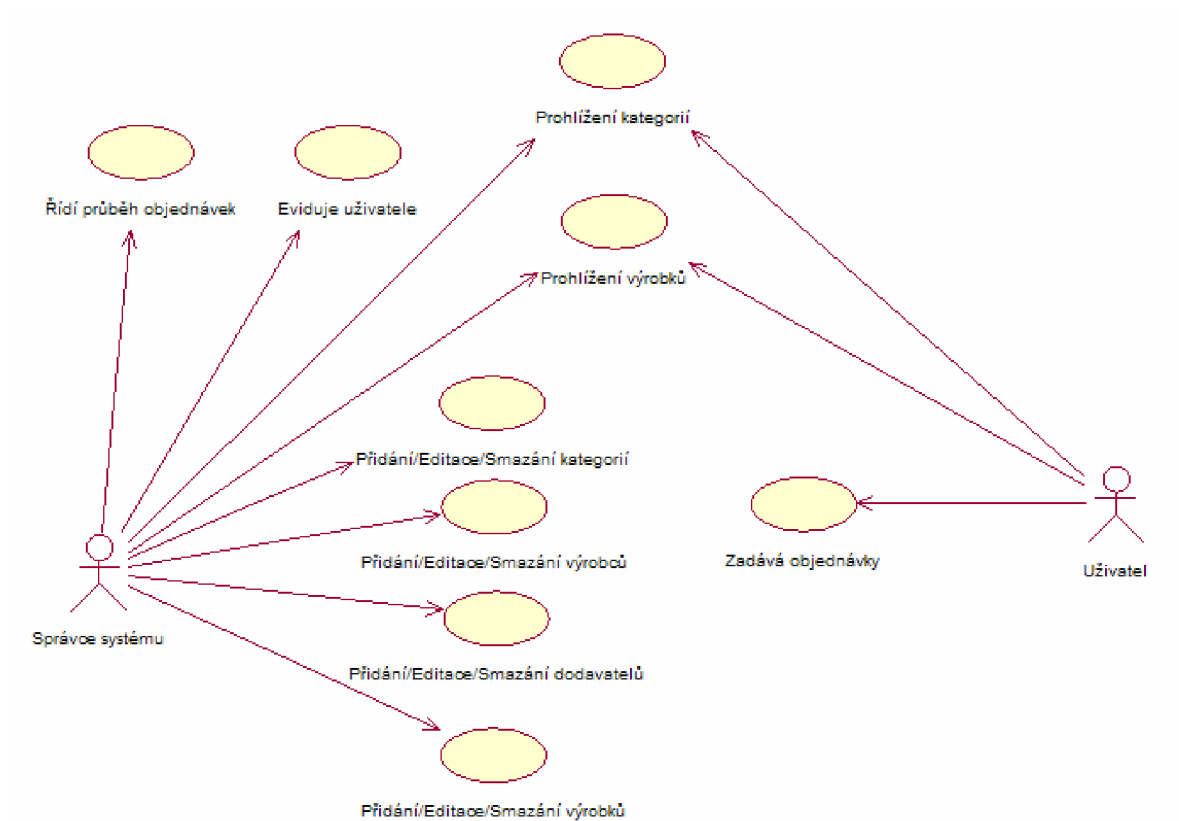 Prohlížení kategorií
Řídí průběh objednávek
Eviduje uživatele
Prohlížení výrobků
Přidání/Editace/Smazání kategorií
Přidání/Editace/Smazání výrobců
Zadává objednávky
Uživatel
Správce systému
Přidání/Editace/Smazání dodavatelů
Přidání/Editace/Smazání výrobků